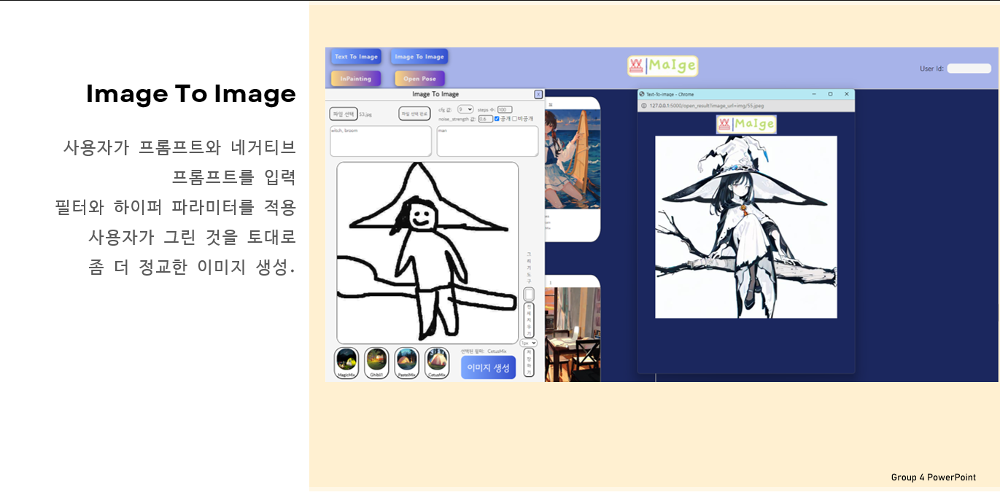 Image To Image
사용자가 프롬프트와 네거티브
프롬프트를 입력
필터와 하이퍼 파라미터를 적용
사용자가 그린 것을 토대로
좀 더 정교한 이미지 생성.
Text To Image
Image To Image
InPainting
Open Pose
MaIge
User Id:
Image To Image
X
파일 선택
53.jpg
파일 선택 완료
cfg 값:
9
steps 수:
100
noise_strength 값:
0.6
공개
비공개
witch, broom
man
그리기도구
전체지우기
1px
저장하기
MagicMix
Ghibli1
PastelMix
CetusMix
선택된 필터: CetusMix
이미지 생성
Text-To-Image - Chrome
127.0.0.1:5000/open_result?image_url=img/55.jpeg
MaIge
Group 4 PowerPoint